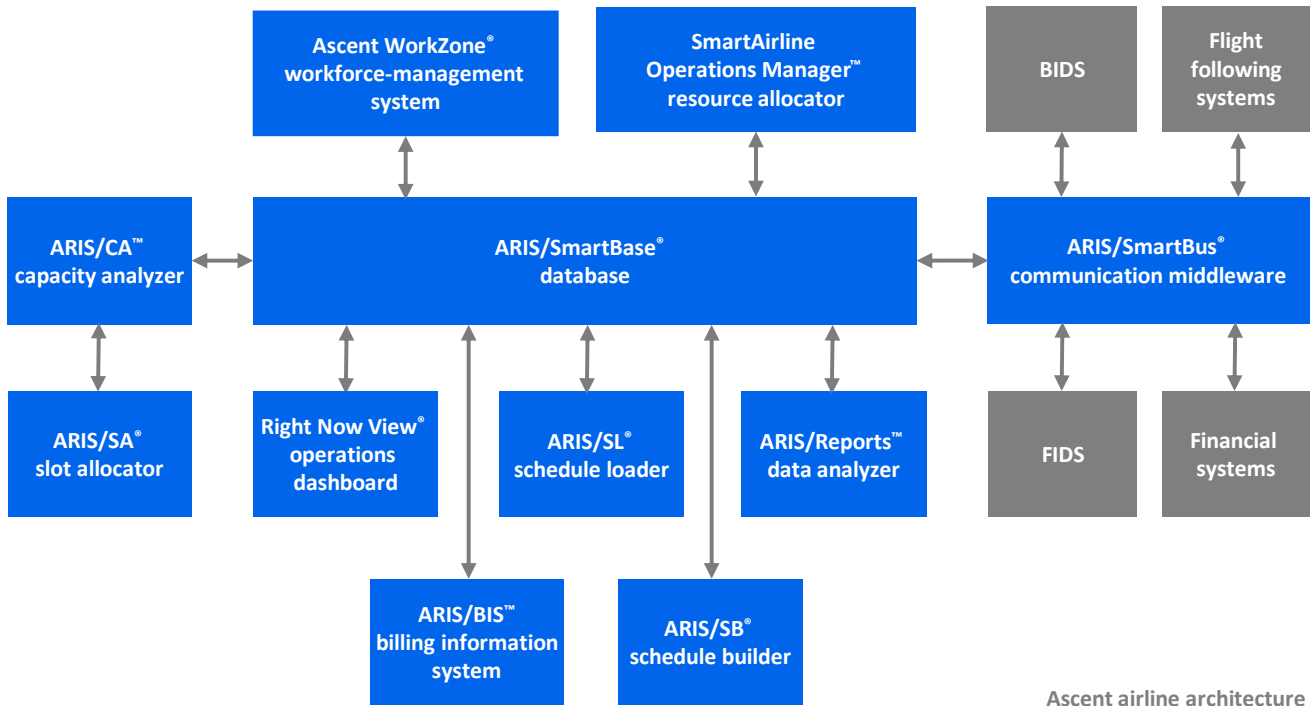 Ascent WorkZone®
workforce-management
system
SmartAirline
Operations Manager™
resource allocator
BIDS
Flight
following
systems
ARIS/CA™
capacity analyzer
ARIS/SmartBase®
database
ARIS/SmartBus®
communication middleware
ARIS/SA®
slot allocator
Right Now View®
operations
dashboard
ARIS/SL®
schedule loader
ARIS/Reports™
data analyzer
FIDS
Financial
systems
ARIS/BIS™
billing information
system
ARIS/SB®
schedule builder
Ascent airline architecture